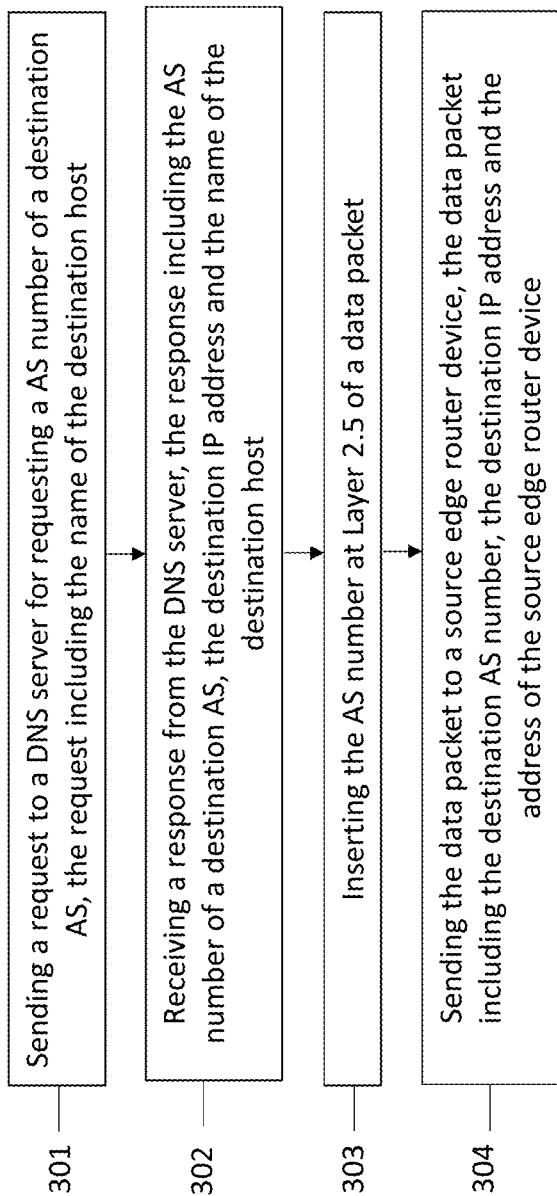 301
Sending a request to a DNS server for requesting a AS number of a destination
AS, the request including the name of the destination host
302
Receiving a response from the DNS server, the response including the AS
number of a destination AS, the destination IP address and the name of the
destination host
303
Inserting the AS number at Layer 2.5 of a data packet
304
Sending the data packet to a source edge router device, the data packet
including the destination AS number, the destination IP address and the
address of the source edge router device